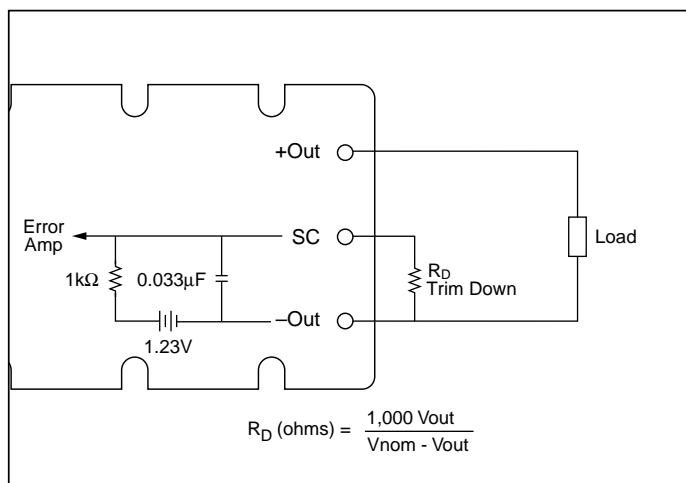 +Out
Error
Amp
SC
1kΩ
0.033μF
R_D
Trim Down
Load
–Out
1.23V
R_D (ohms) = 1,000 Vout / Vnom - Vout